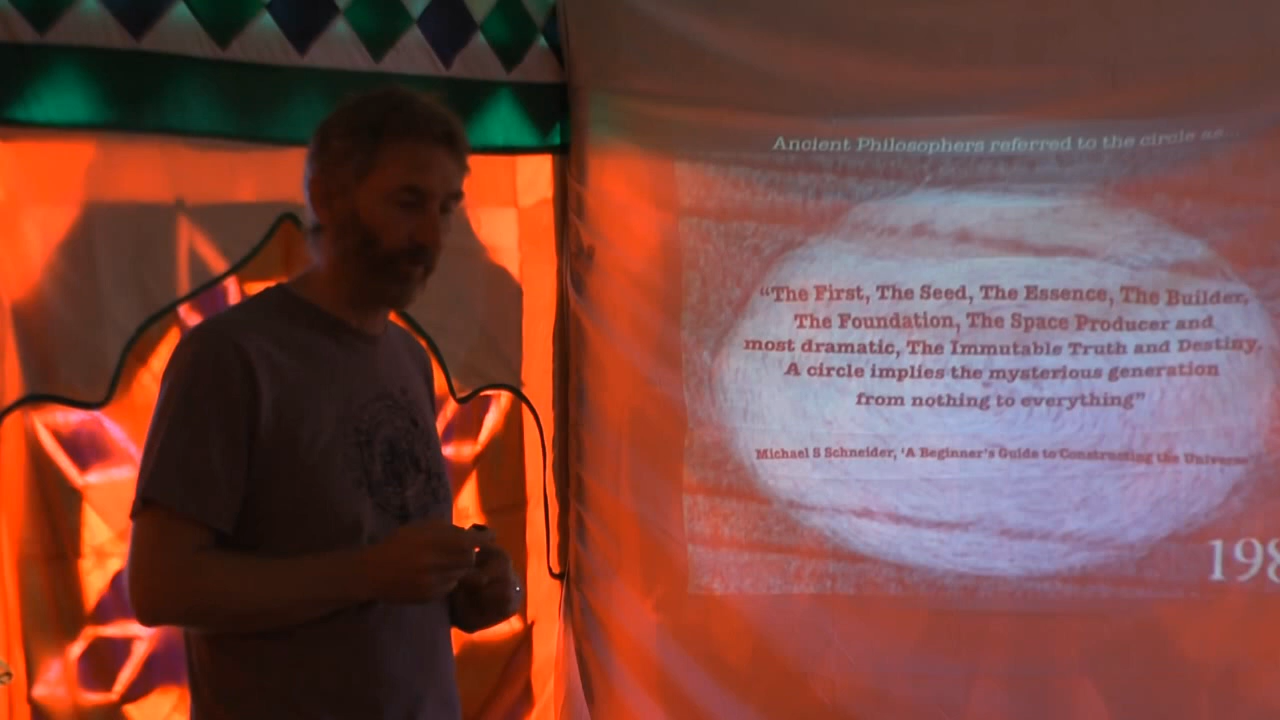 Ancient Philosophers referred to the circle as...
“The First, The Seed, The Essence, The Builder,
The Foundation, The Space Producer and
most dramatic, The Immutable Truth and Destiny.
A circle implies the mysterious generation
from nothing to everything”
Michael S Schneider, ‘A Beginner’s Guide to Constructing the Universe’
198